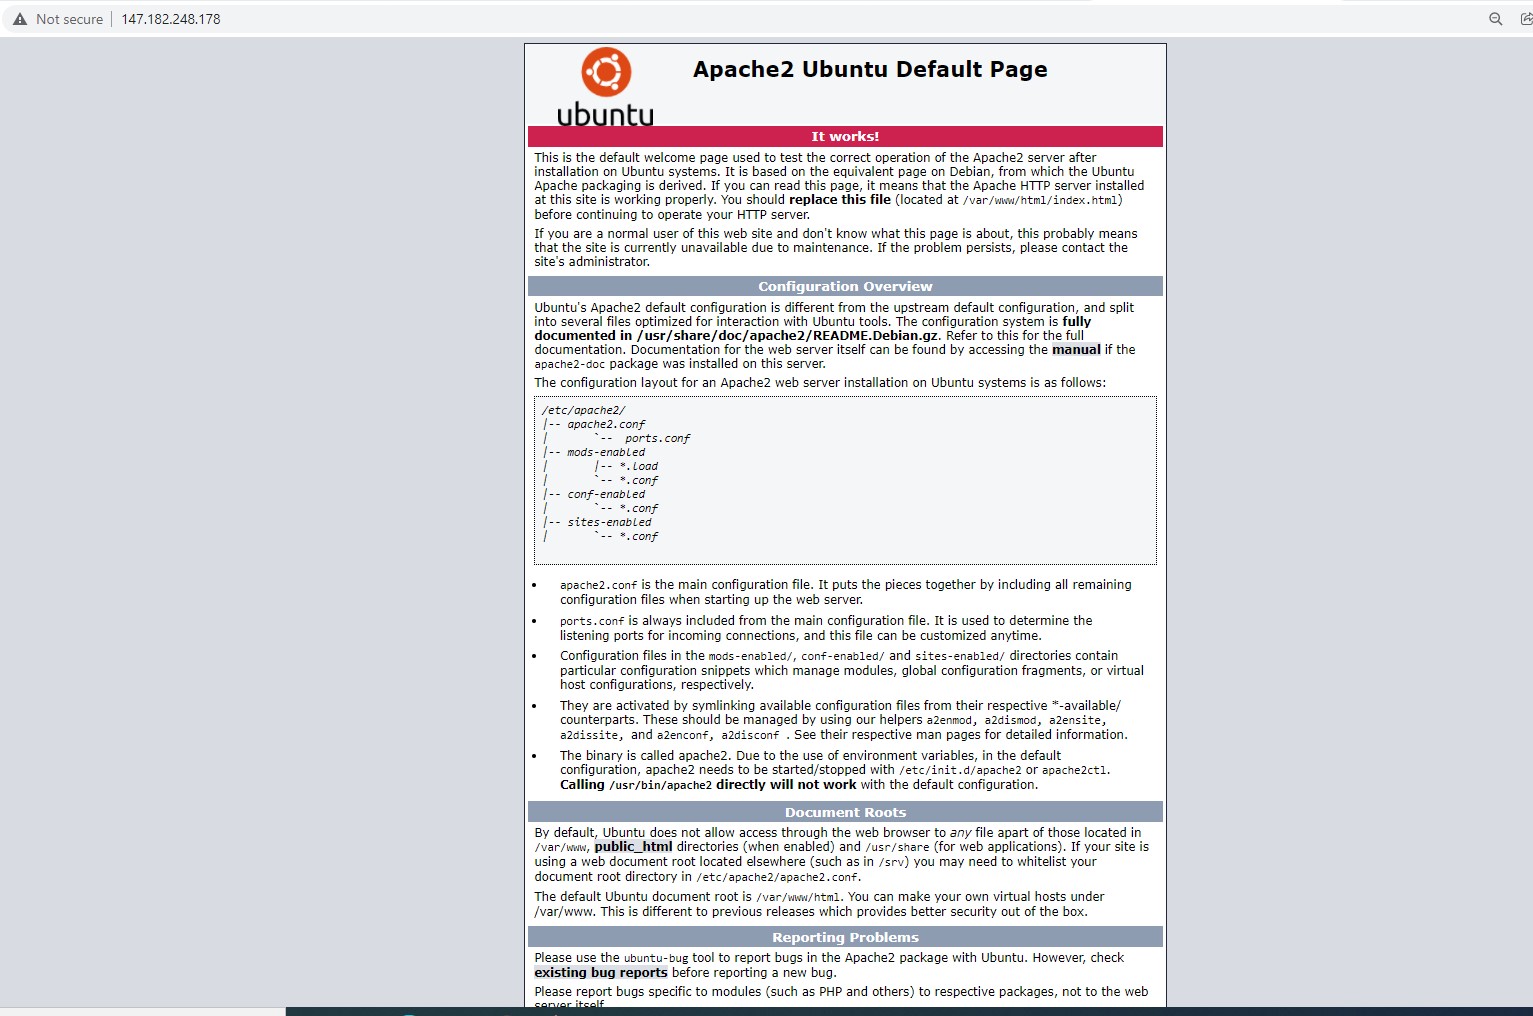 Not secure
147.182.248.178
ubuntu
Apache2 Ubuntu Default Page
It works!
This is the default welcome page used to test the correct operation of the Apache2 server after
installation on Ubuntu systems. It is based on the equivalent page on Debian, from which the Ubuntu
Apache packaging is derived. If you can read this page, it means that the Apache HTTP server installed
at this site is working properly. You should replace this file (located at /var/www/html/index.html)
before continuing to operate your HTTP server.
If you are a normal user of this web site and don't know what this page is about, this probably means
that the site is currently unavailable due to maintenance. If the problem persists, please contact the
site's administrator.
Configuration Overview
Ubuntu's Apache2 default configuration is different from the upstream default configuration, and split
into several files optimized for interaction with Ubuntu tools. The configuration system is fully
documented in /usr/share/doc/apache2/README.Debian.gz. Refer to this for the full
documentation. Documentation for the web server itself can be found by accessing the manual if the
apache2-doc package was installed on this server.
The configuration layout for an Apache2 web server installation on Ubuntu systems is as follows:
/etc/apache2/
|-- apache2.conf
|       `--  ports.conf
|-- mods-enabled
|       |-- *.load
|       `-- *.conf
|-- conf-enabled
|       `-- *.conf
|-- sites-enabled
|       `-- *.conf
• apache2.conf is the main configuration file. It puts the pieces together by including all remaining
configuration files when starting up the web server.
• ports.conf is always included from the main configuration file. It is used to determine the
listening ports for incoming connections, and this file can be customized anytime.
• Configuration files in the mods-enabled/, conf-enabled/ and sites-enabled/ directories contain
particular configuration snippets which manage modules, global configuration fragments, or virtual
host configurations, respectively.
• They are activated by symlinking available configuration files from their respective *-available/
counterparts. These should be managed by using our helpers a2enmod, a2dismod, a2ensite,
a2dissite, and a2enconf, a2disconf . See their respective man pages for detailed information.
• The binary is called apache2. Due to the use of environment variables, in the default
configuration, apache2 needs to be started/stopped with /etc/init.d/apache2 or apache2ctl.
Calling /usr/bin/apache2 directly will not work with the default configuration.
Document Roots
By default, Ubuntu does not allow access through the web browser to any file apart of those located in
/var/www, public_html directories (when enabled) and /usr/share (for web applications). If your site is
using a web document root located elsewhere (such as in /srv) you may need to whitelist your
document root directory in /etc/apache2/apache2.conf.
The default Ubuntu document root is /var/www/html. You can make your own virtual hosts under
/var/www. This is different to previous releases which provides better security out of the box.
Reporting Problems
Please use the ubuntu-bug tool to report bugs in the Apache2 package with Ubuntu. However, check
existing bug reports before reporting a new bug.
Please report bugs specific to modules (such as PHP and others) to respective packages, not to the web
server itself.